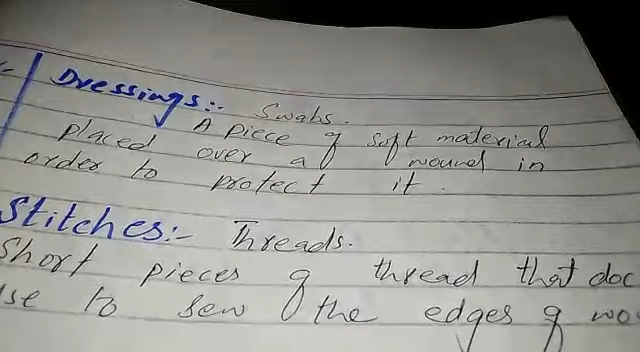 Dressings:- Swabs.
A piece of soft material
placed over a wound in
order to protect it.
Stitches:- Threads.
Short pieces of thread that doc
use to sew the edges of wo